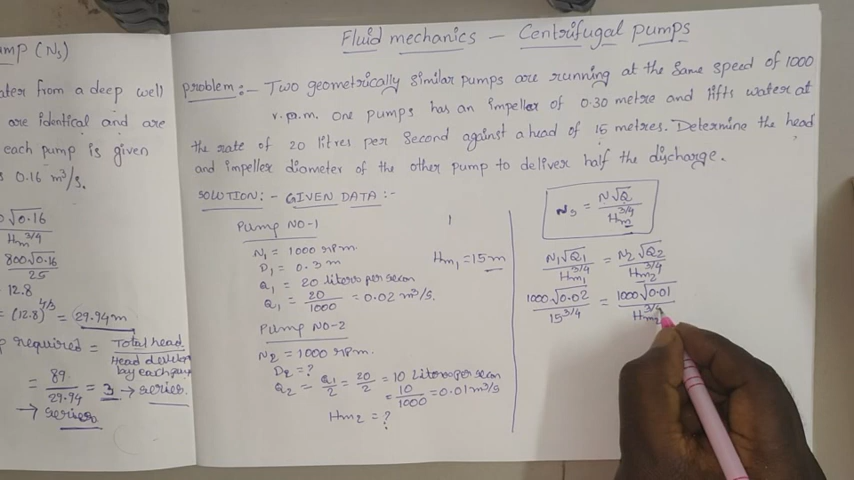 mp (Ns)
ater from a deep well
are identical and are
each pump is given
0.16 m³/s.
√0.16
Hm^3/4
800√0.16
25
12.8
=(12.8)^4/3 = 29.94m
required = Total head
Head develop
by each pump
= 89 / 29.94 = 3 → series.
→ series
Fluid mechanics – Centrifugal pumps
problem:- Two geometrically similar pumps are running at the same speed of 1000
r.p.m. one pumps has an impeller of 0.30 metre and lifts water at
the rate of 20 litres per second against a head of 15 metres. Determine the head
and impeller diameter of the other pump to deliver half the discharge.
SOLUTION:- GIVEN DATA:-
Pump NO-1
N₁ = 1000 rpm.
D₁ = 0.3 m
Q₁ = 20 liters per secon
Q₁ = 20/1000 = 0.02 m³/s.
Hm₁ = 15m
Pump NO-2
N₂ = 1000 rpm.
D₂ = ?
Q₂ = Q₁/2 = 20/2 = 10 Liters per secon
= 10/1000 = 0.01 m³/s
Hm₂ = ?
Ns = N√Q / Hm^3/4
N₁√Q₁ / Hm₁^3/4 = N₂√Q₂ / Hm₂^3/4
1000√0.02 / 15^3/4 = 1000√0.01 / Hm₂^3/4